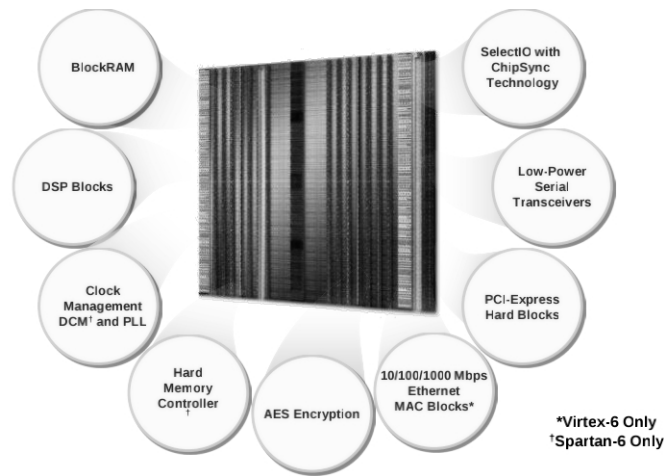 BlockRAM
SelectIO with
ChipSync
Technology
DSP Blocks
Low-Power
Serial
Transceivers
Clock
Management
DCM† and PLL
PCI-Express
Hard Blocks
Hard
Memory
Controller
†
AES Encryption
10/100/1000 Mbps
Ethernet
MAC Blocks*
*Virtex-6 Only
†Spartan-6 Only